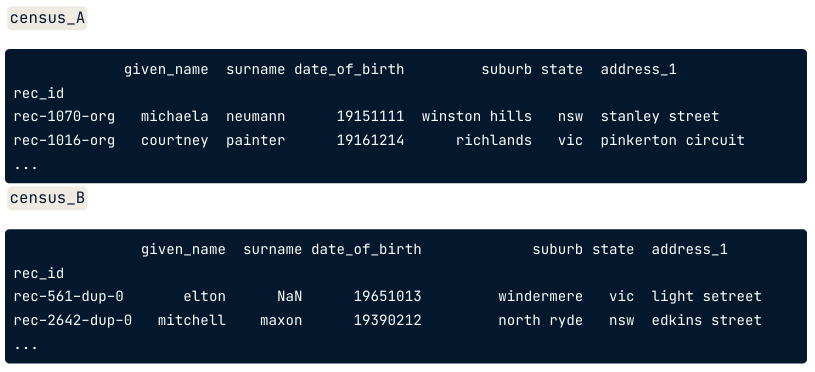 census_A
given_name surname date_of_birth suburb state address_1
rec_id
rec-1070-org michaela neumann 19151111 winston hills nsw stanley street
rec-1016-org courtney painter 19161214 richlands vic pinkerton circuit
...
census_B
given_name surname date_of_birth suburb state address_1
rec_id
rec-561-dup-0 elton NaN 19651013 windermere vic light setreet
rec-2642-dup-0 mitchell maxon 19390212 north ryde nsw edkins street
...